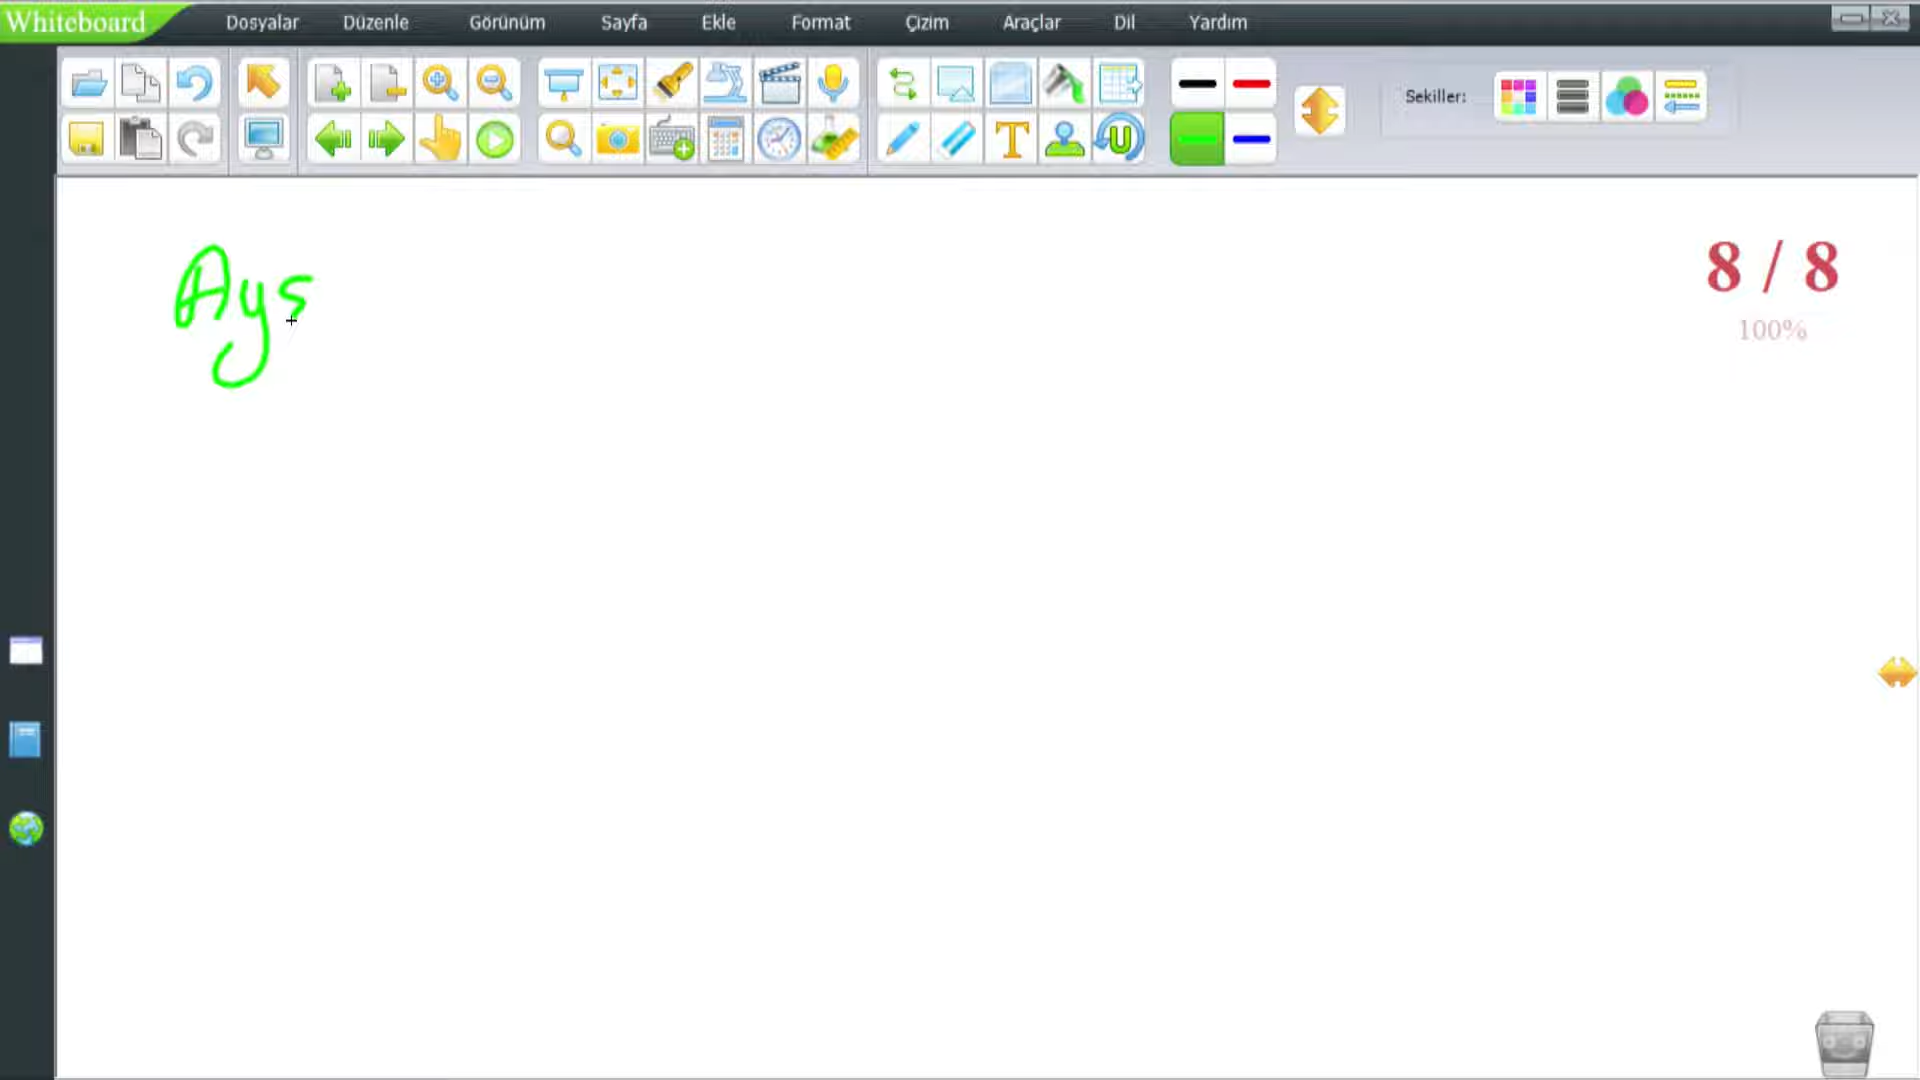 Whiteboard Dosyalar Düzenle Görünüm Sayfa Ekle Format Çizim Araçlar Dil Yardım
Sekiller:
8 / 8
100%
Ays